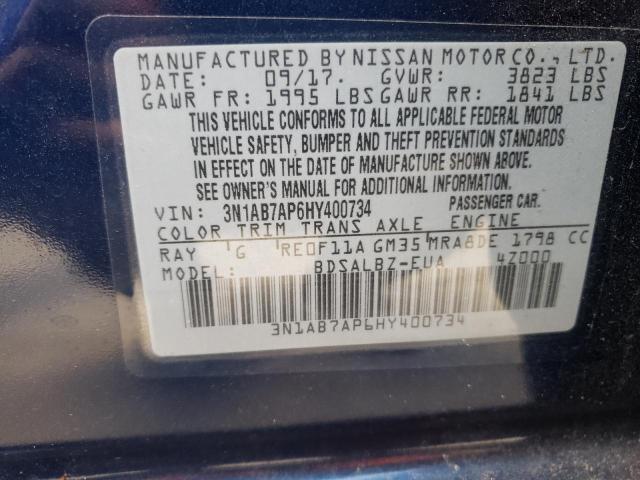 MANUFACTURED BY NISSAN MOTOR CO., LTD.
DATE: 09/17. GVWR: 3823 LBS
GAWR FR: 1995 LBS GAWR RR: 1841 LBS
THIS VEHICLE CONFORMS TO ALL APPLICABLE FEDERAL MOTOR
VEHICLE SAFETY, BUMPER AND THEFT PREVENTION STANDARDS
IN EFFECT ON THE DATE OF MANUFACTURE SHOWN ABOVE.
SEE OWNER'S MANUAL FOR ADDITIONAL INFORMATION.
VIN: 3N1AB7AP6HY400734 PASSENGER CAR.
COLOR TRIM TRANS AXLE ENGINE
RAY G RE0F11A GM35 MRA8DE 1798 CC
MODEL: BDSALBZ-EUA 4Z000
3N1AB7AP6HY400734